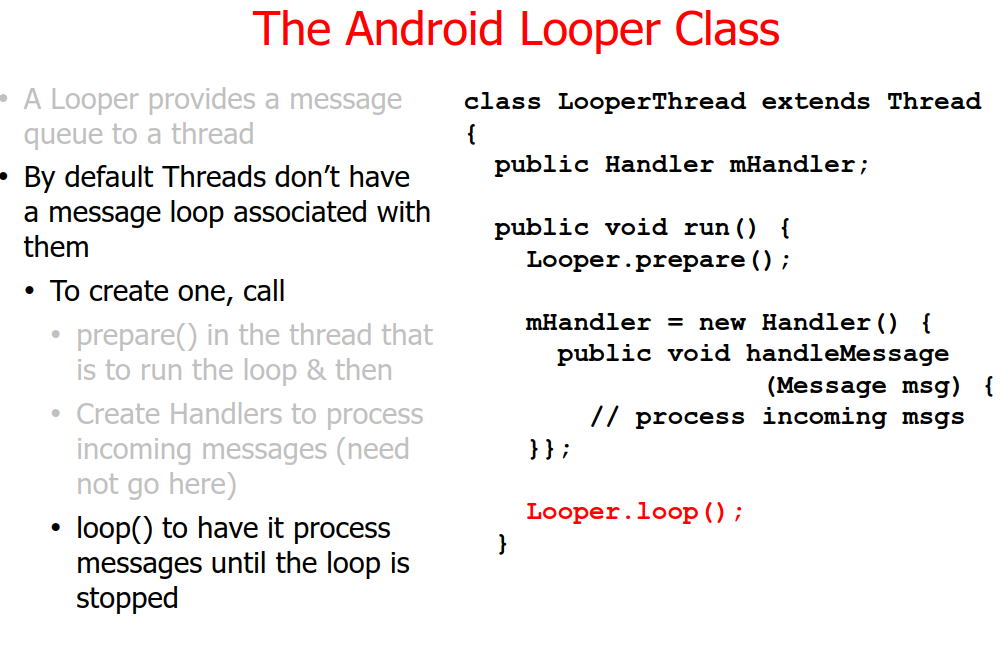 The Android Looper Class
• A Looper provides a message
queue to a thread
• By default Threads don’t have
a message loop associated with
them
• To create one, call
• prepare() in the thread that
is to run the loop & then
• Create Handlers to process
incoming messages (need
not go here)
• loop() to have it process
messages until the loop is
stopped
class LooperThread extends Thread
{
  public Handler mHandler;
  public void run() {
    Looper.prepare();
    mHandler = new Handler() {
      public void handleMessage
                   (Message msg) {
        // process incoming msgs
    }};
    Looper.loop();
  }